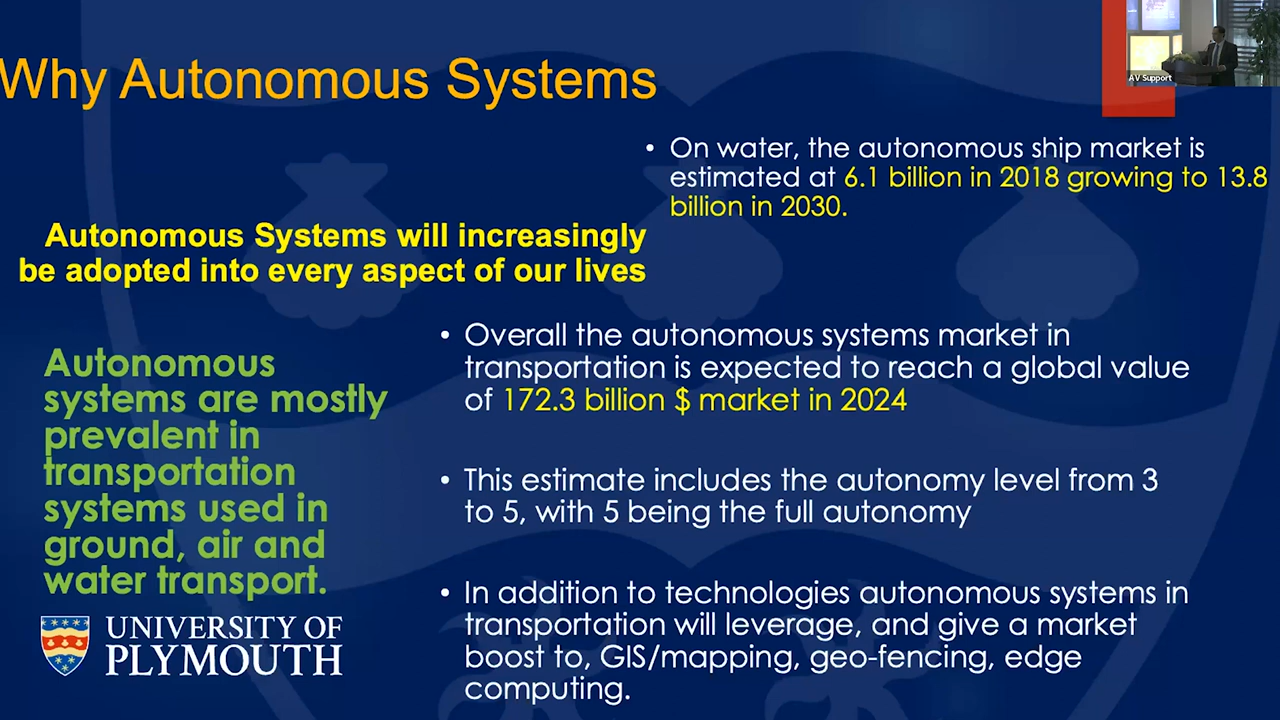 Why Autonomous Systems
AV Support
• On water, the autonomous ship market is
estimated at 6.1 billion in 2018 growing to 13.8
billion in 2030.
Autonomous Systems will increasingly
be adopted into every aspect of our lives
• Overall the autonomous systems market in
transportation is expected to reach a global value
of 172.3 billion $ market in 2024
• This estimate includes the autonomy level from 3
to 5, with 5 being the full autonomy
• In addition to technologies autonomous systems in
transportation will leverage, and give a market
boost to, GIS/mapping, geo-fencing, edge
computing.
Autonomous
systems are mostly
prevalent in
transportation
systems used in
ground, air and
water transport.
UNIVERSITY OF
PLYMOUTH